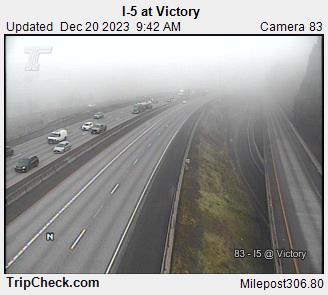 I-5 at Victory
Updated Dec 20 2023 9:42 AM Camera 83
N
83 - I5 @ Victory
TripCheck.com Milepost306.80